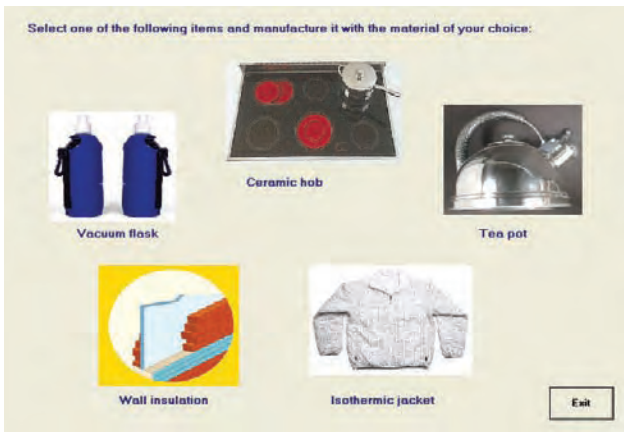 Select one of the following items and manufacture it with the material of your choice:
Ceramic hob
Vacuum flask
Tea pot
Wall insulation
Isothermic jacket
Exit